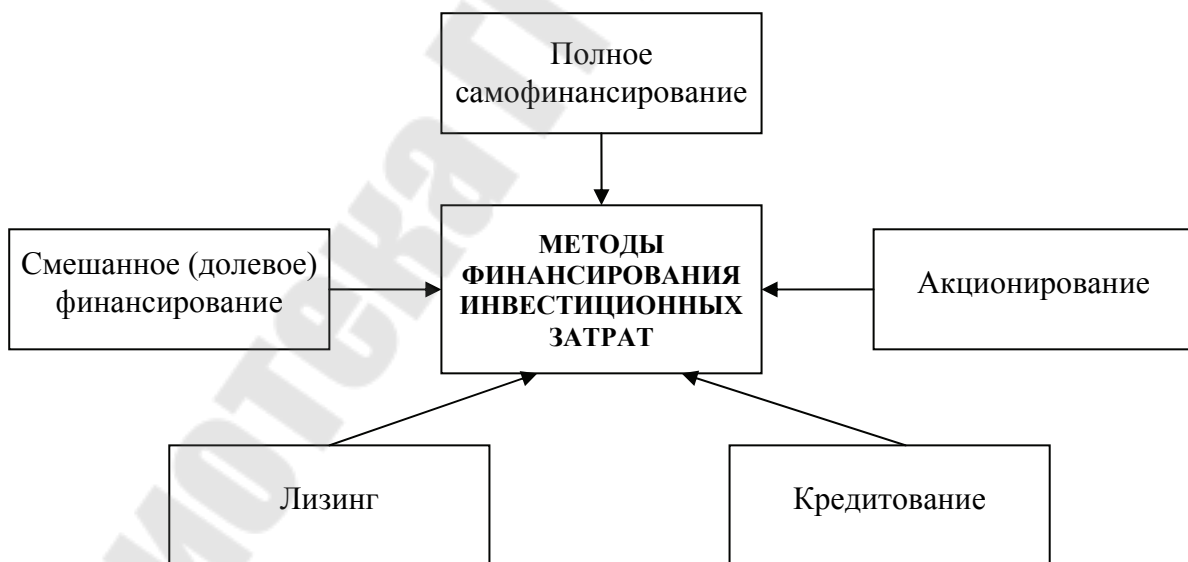 Полное
самофинансирование
Смешанное (долевое)
финансирование
МЕТОДЫ
ФИНАНСИРОВАНИЯ
ИНВЕСТИЦИОННЫХ
ЗАТРАТ
Акционирование
Лизинг
Кредитование